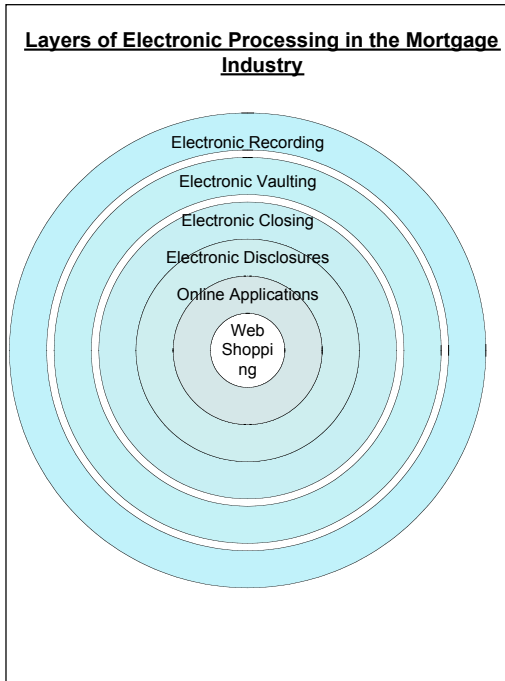 Layers of Electronic Processing in the Mortgage
Industry
Electronic Recording
Electronic Vaulting
Electronic Closing
Electronic Disclosures
Online Applications
Web
Shoppi
ng